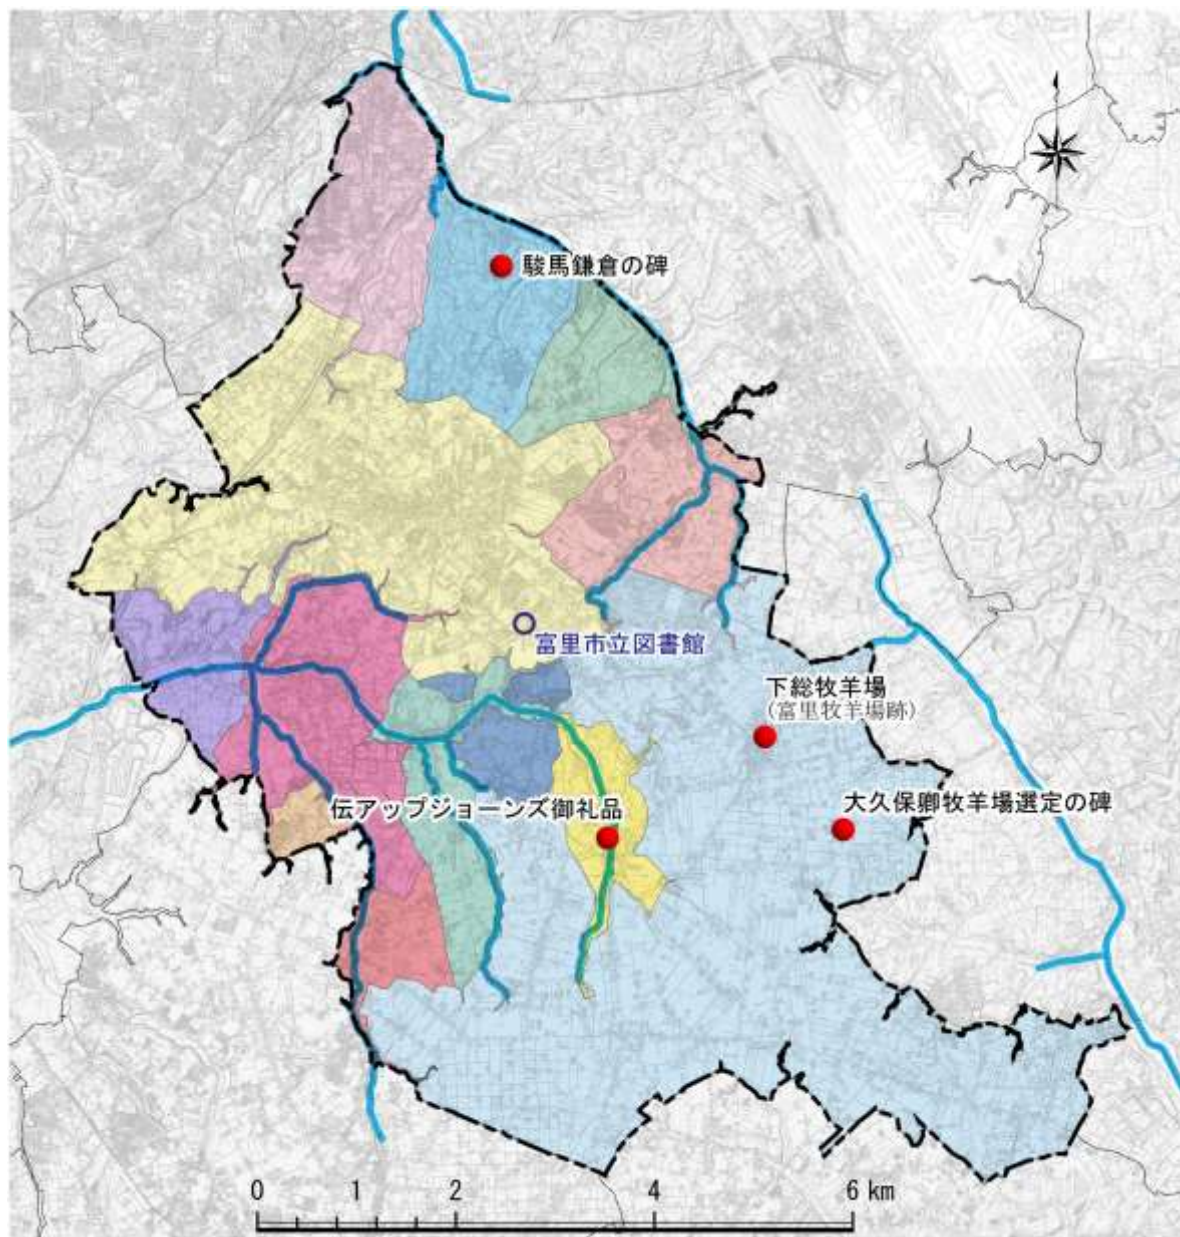 駿馬鎌倉の碑
富里市立図書館
下総牧羊場
(富里牧羊場跡)
大久保卿牧羊場選定の碑
伝アップジョーンズ御礼品
0 1 2 4 6 km